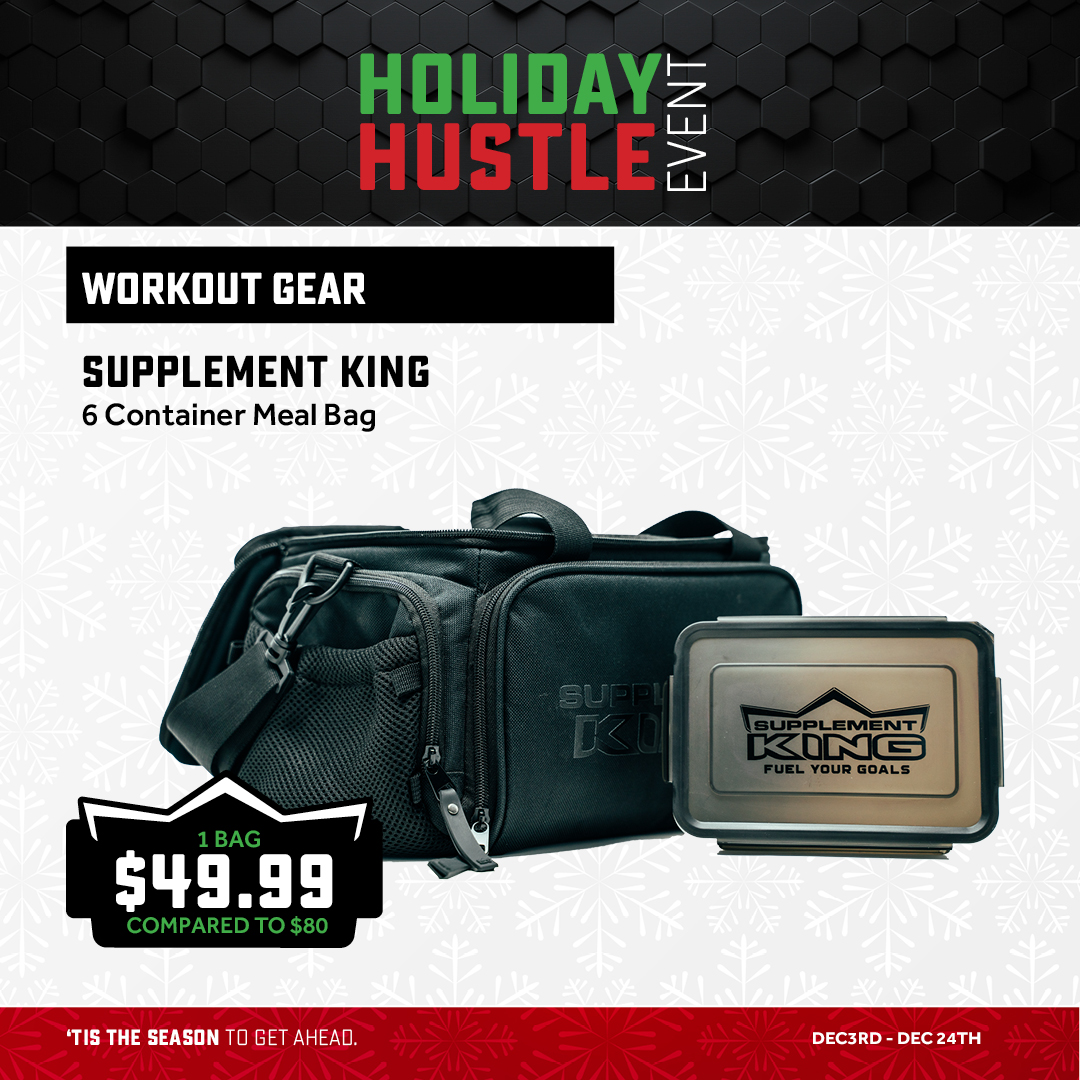 HOLIDAY
HUSTLE
EVENT
WORKOUT GEAR
SUPPLEMENT KING
6 Container Meal Bag
SUPPLEMENT
KING
FUEL YOUR GOALS
1 BAG
$49.99
COMPARED TO $80
'TIS THE SEASON TO GET AHEAD.
DEC3RD - DEC 24TH